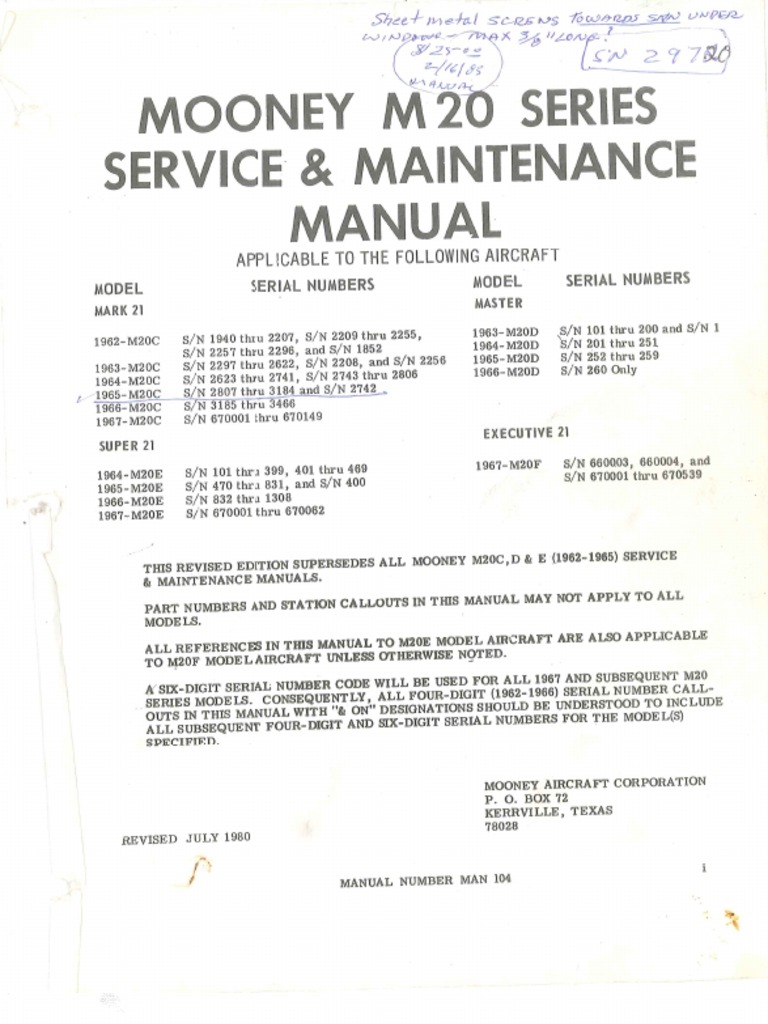 Sheet metal SCREWS TOWARDS SKIN UNDER
WINDOWS - MAX 3/8" LONG!
8/25-00
2/16/85
MANUAL
SN 29720
MOONEY M20 SERIES
SERVICE & MAINTENANCE
MANUAL
APPLICABLE TO THE FOLLOWING AIRCRAFT
MODEL SERIAL NUMBERS
MARK 21
1962-M20C S/N 1940 thru 2207, S/N 2209 thru 2255,
S/N 2257 thru 2296, and S/N 1852
1963-M20C S/N 2297 thru 2622, S/N 2208, and S/N 2256
1964-M20C S/N 2623 thru 2741, S/N 2743 thru 2806
1965-M20C S/N 2807 thru 3184 and S/N 2742
1966-M20C S/N 3185 thru 3466
1967-M20C S/N 670001 thru 670149
SUPER 21
1964-M20E S/N 101 thru 399, 401 thru 469
1965-M20E S/N 470 thru 831, and S/N 400
1966-M20E S/N 832 thru 1308
1967-M20E S/N 670001 thru 670062
MODEL SERIAL NUMBERS
MASTER
1963-M20D S/N 101 thru 200 and S/N 1
1964-M20D S/N 201 thru 251
1965-M20D S/N 252 thru 259
1966-M20D S/N 260 Only
EXECUTIVE 21
1967-M20F S/N 660003, 660004, and
S/N 670001 thru 670539
THIS REVISED EDITION SUPERSEDES ALL MOONEY M20C, D & E (1962-1965) SERVICE
& MAINTENANCE MANUALS.
PART NUMBERS AND STATION CALLOUTS IN THIS MANUAL MAY NOT APPLY TO ALL
MODELS.
ALL REFERENCES IN THIS MANUAL TO M20E MODEL AIRCRAFT ARE ALSO APPLICABLE
TO M20F MODEL AIRCRAFT UNLESS OTHERWISE NOTED.
A SIX-DIGIT SERIAL NUMBER CODE WILL BE USED FOR ALL 1967 AND SUBSEQUENT M20
SERIES MODELS. CONSEQUENTLY, ALL FOUR-DIGIT (1962-1966) SERIAL NUMBER CALL-
OUTS IN THIS MANUAL WITH "& ON" DESIGNATIONS SHOULD BE UNDERSTOOD TO INCLUDE
ALL SUBSEQUENT FOUR-DIGIT AND SIX-DIGIT SERIAL NUMBERS FOR THE MODEL(S)
SPECIFIED.
MOONEY AIRCRAFT CORPORATION
P. O. BOX 72
KERRVILLE, TEXAS
78028
REVISED JULY 1980
MANUAL NUMBER MAN 104
i